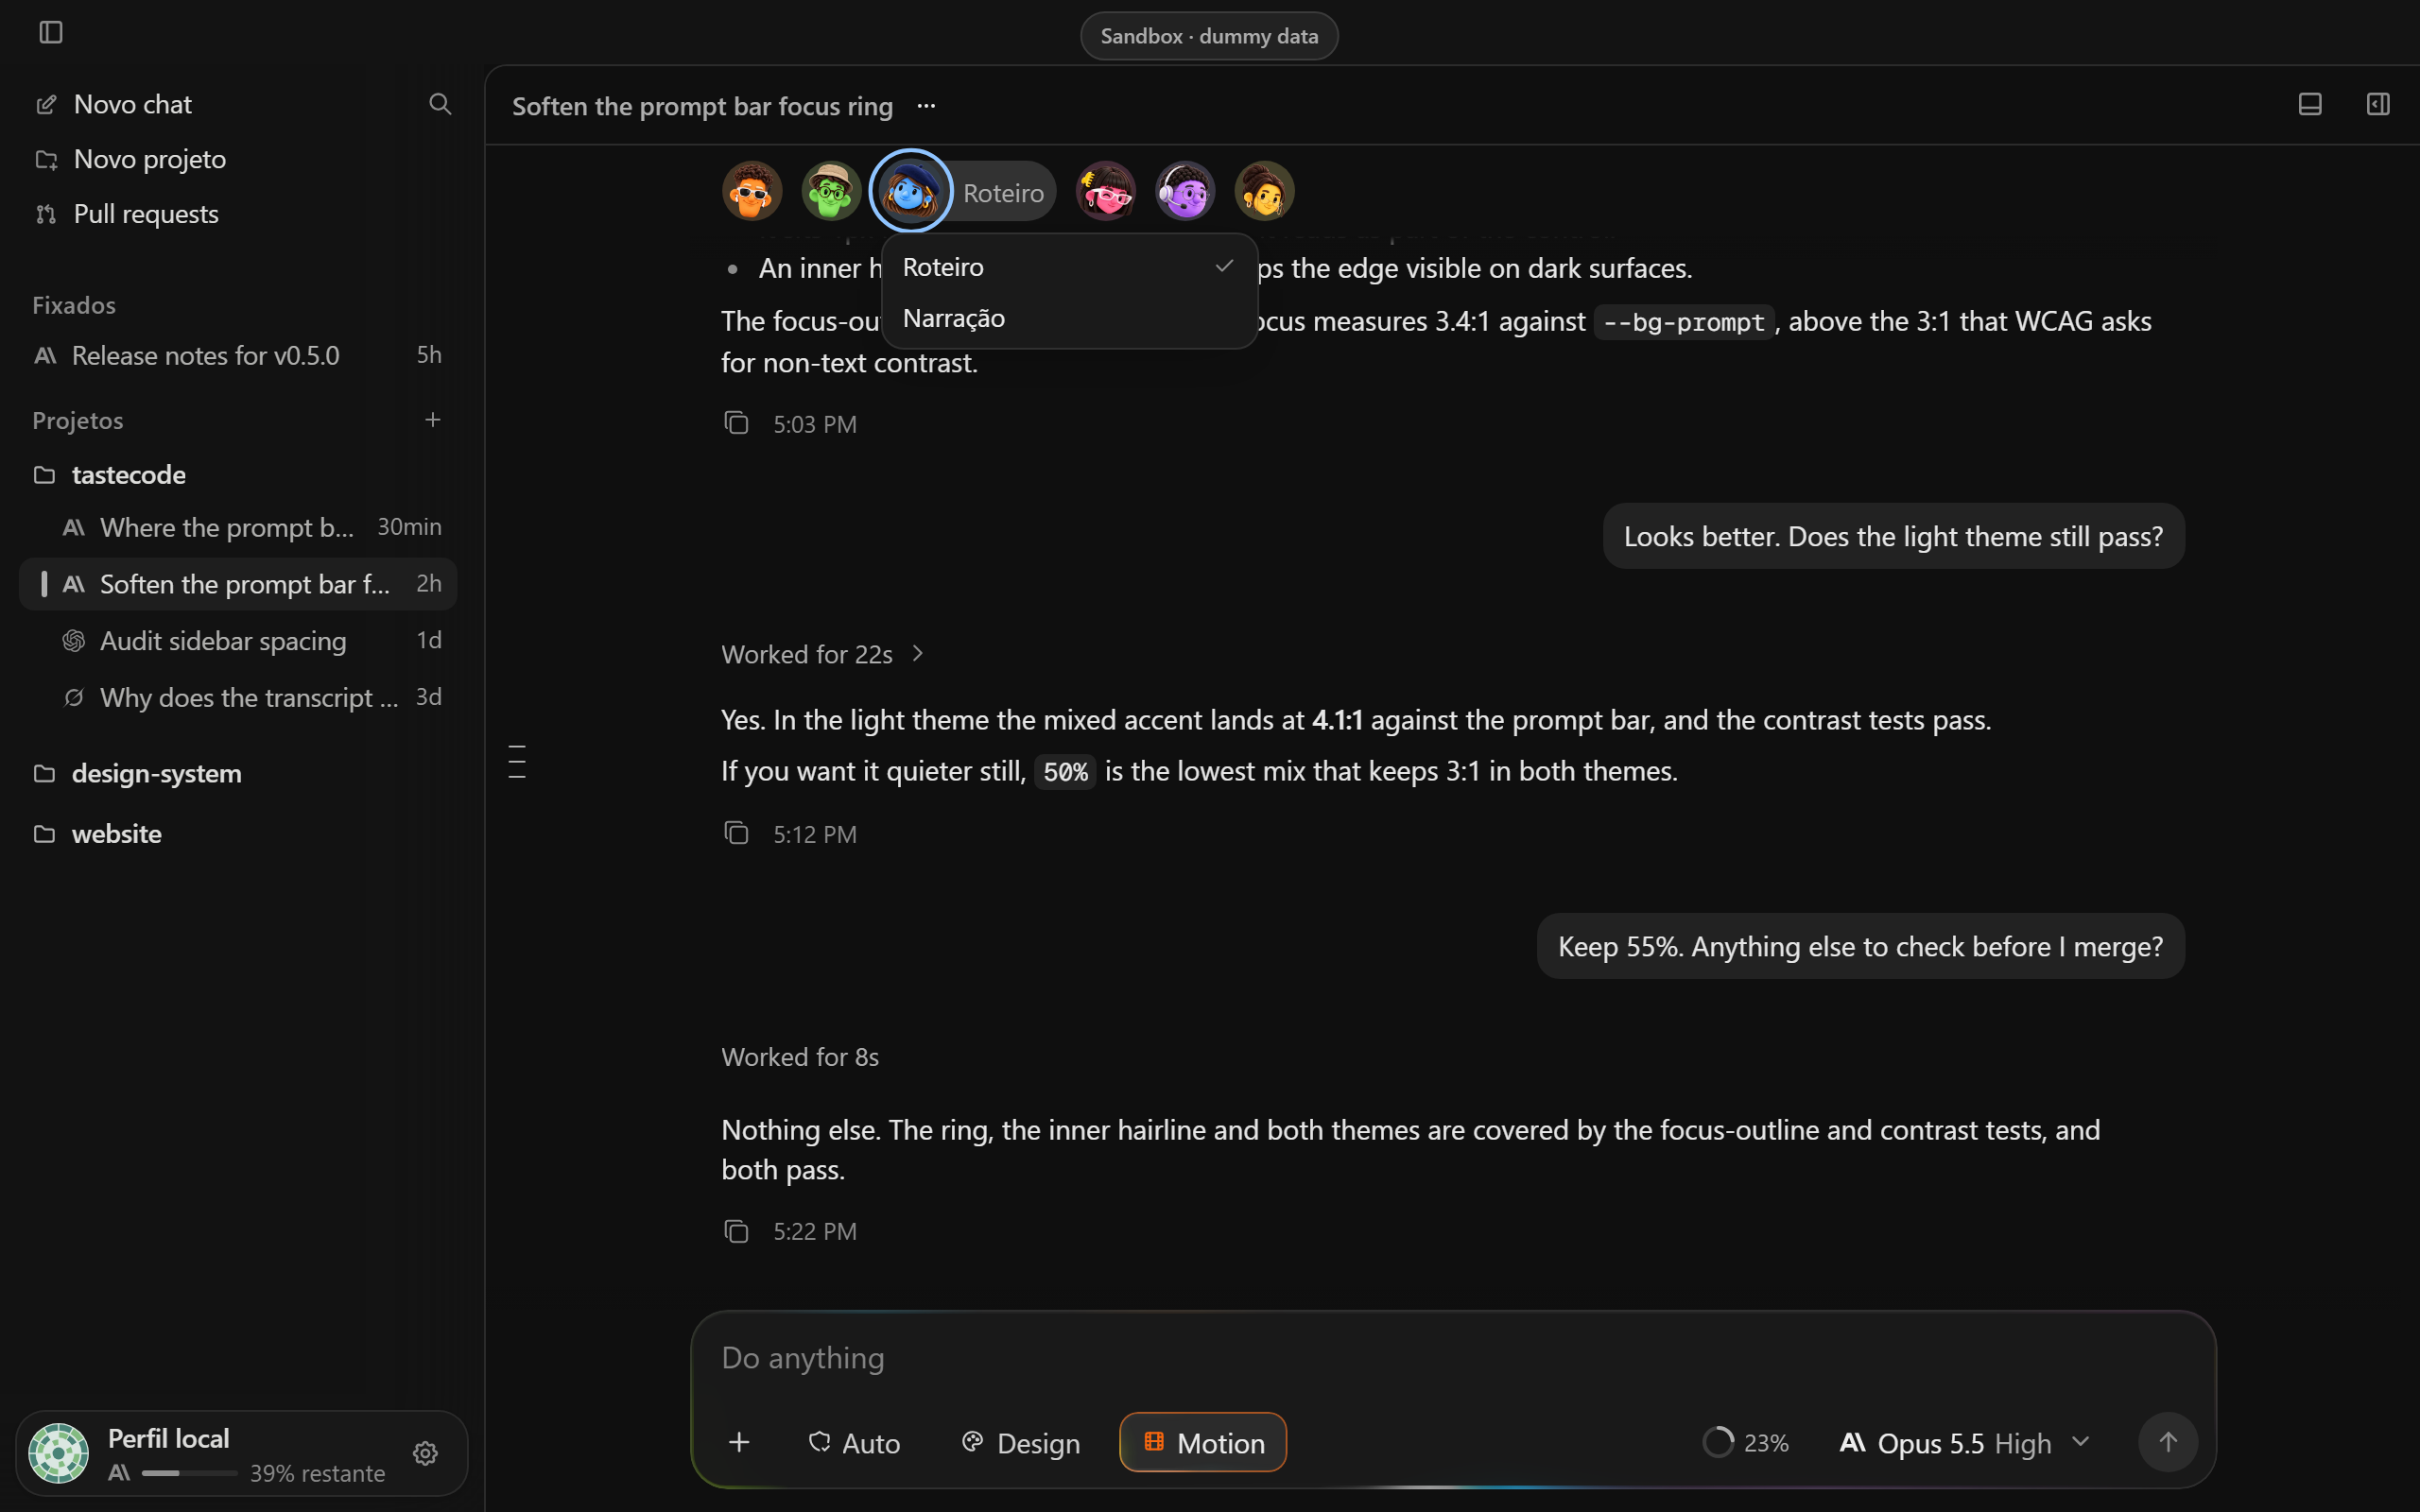 Sandbox · dummy data
Novo chat
Novo projeto
Pull requests
Fixados
Release notes for v0.5.0 5h
Projetos +
tastecode
Where the prompt b... 30min
Soften the prompt bar f... 2h
Audit sidebar spacing 1d
Why does the transcript ... 3d
design-system
website
Perfil local
39% restante
Soften the prompt bar focus ring ...
Roteiro
Roteiro
Narração
An inner h
ps the edge visible on dark surfaces.
The focus-ou
ocus measures 3.4:1 against --bg-prompt, above the 3:1 that WCAG asks
for non-text contrast.
5:03 PM
Looks better. Does the light theme still pass?
Worked for 22s
Yes. In the light theme the mixed accent lands at 4.1:1 against the prompt bar, and the contrast tests pass.
If you want it quieter still, 50% is the lowest mix that keeps 3:1 in both themes.
5:12 PM
Keep 55%. Anything else to check before I merge?
Worked for 8s
Nothing else. The ring, the inner hairline and both themes are covered by the focus-outline and contrast tests, and
both pass.
5:22 PM
Do anything
+ Auto Design Motion 23% Opus 5.5 High